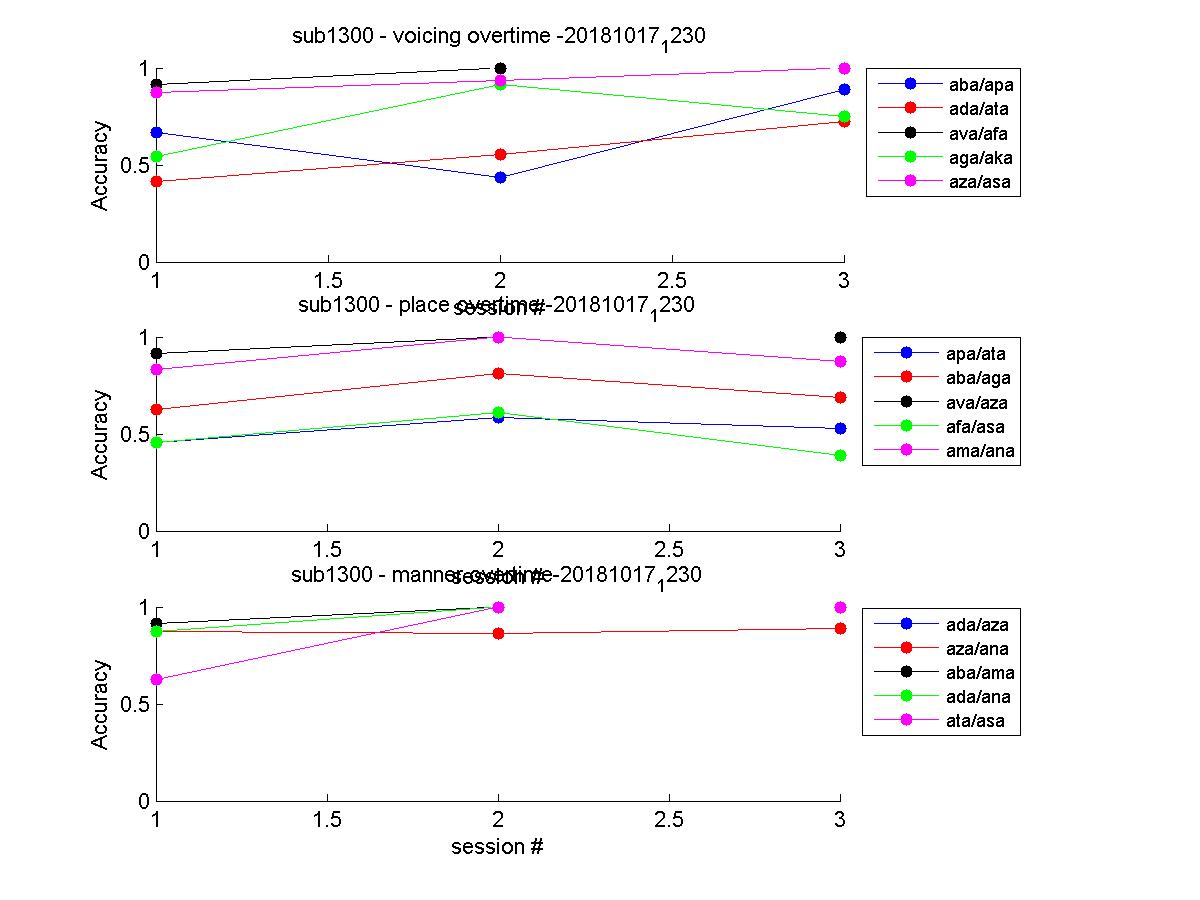 sub1300 - voicing overtime -20181017_1230
1
0.5
0
Accuracy
1 1.5 2 2.5 3
session #
aba/apa
ada/ata
ava/afa
aga/aka
aza/asa
sub1300 - place overtime -20181017_1230
1
0.5
0
Accuracy
1 1.5 2 2.5 3
session #
apa/ata
aba/aga
ava/aza
afa/asa
ama/ana
sub1300 - manner overtime-20181017_1230
1
0.5
0
Accuracy
1 1.5 2 2.5 3
session #
ada/aza
aza/ana
aba/ama
ada/ana
ata/asa